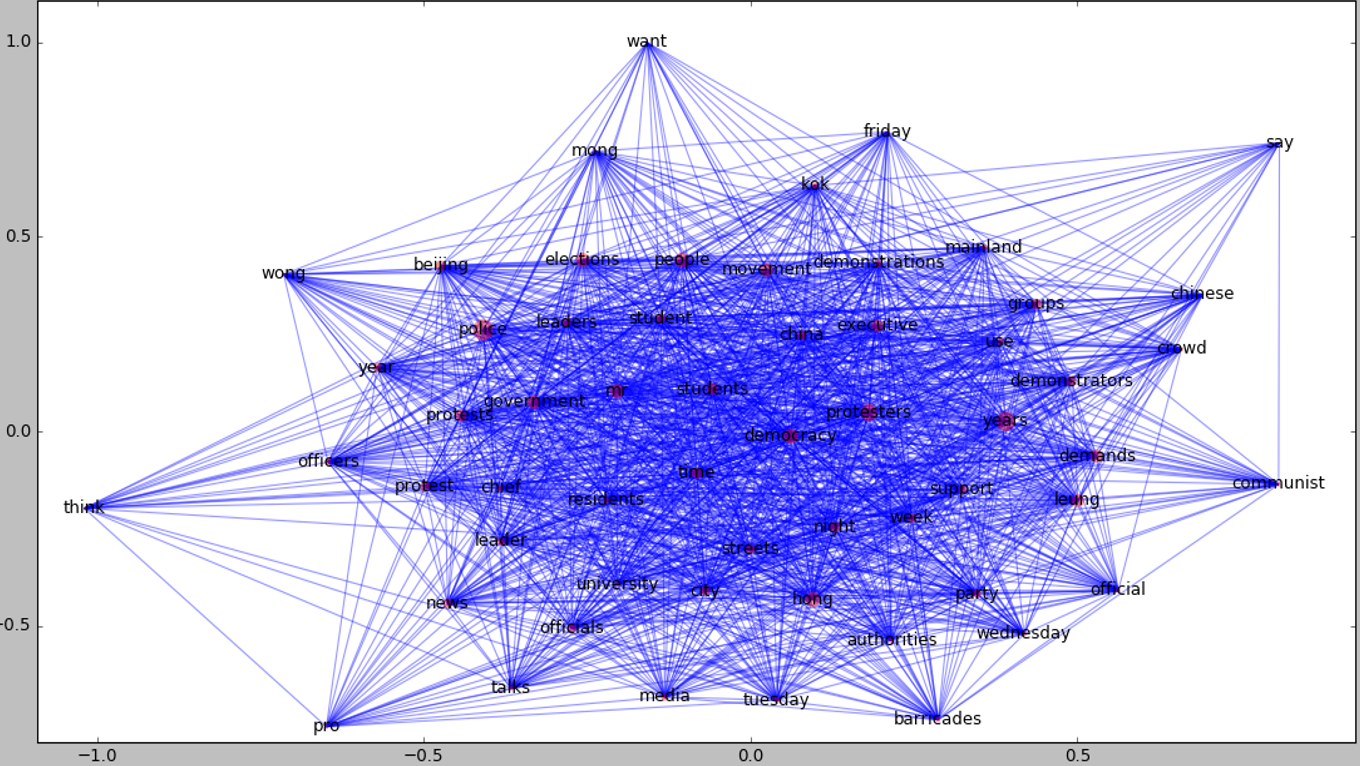 1.0
want
friday
say
mong
kok
0.5
mainland
elections
people
demonstrations
beijing
movement
wong
chinese
groups
student
leaders
executive
police
china
use
crowd
year
demonstrators
mr
students
government
protesters
protests
years
0.0
democracy
demands
officers
time
communist
protest
chief
support
residents
leung
think
week
night
leader
streets
university
official
city
party
hong
news
−0.5
officials
wednesday
authorities
talks
media
tuesday
barricades
pro
−1.0 −0.5 0.0 0.5